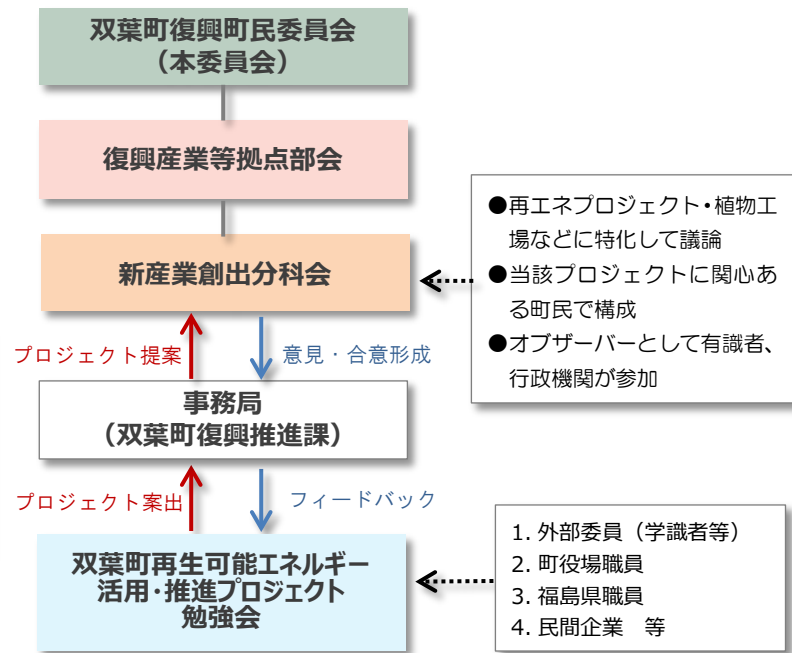 双葉町復興町民委員会
（本委員会）
復興産業等拠点部会
新産業創出分科会
●再エネプロジェクト・植物工
場などに特化して議論
●当該プロジェクトに関心あ
る町民で構成
●オブザーバーとして有識者、
行政機関が参加
プロジェクト提案
意見・合意形成
事務局
（双葉町復興推進課）
プロジェクト案出
フィードバック
双葉町再生可能エネルギー
活用・推進プロジェクト
勉強会
1. 外部委員（学識者等）
2. 町役場職員
3. 福島県職員
4. 民間企業　等